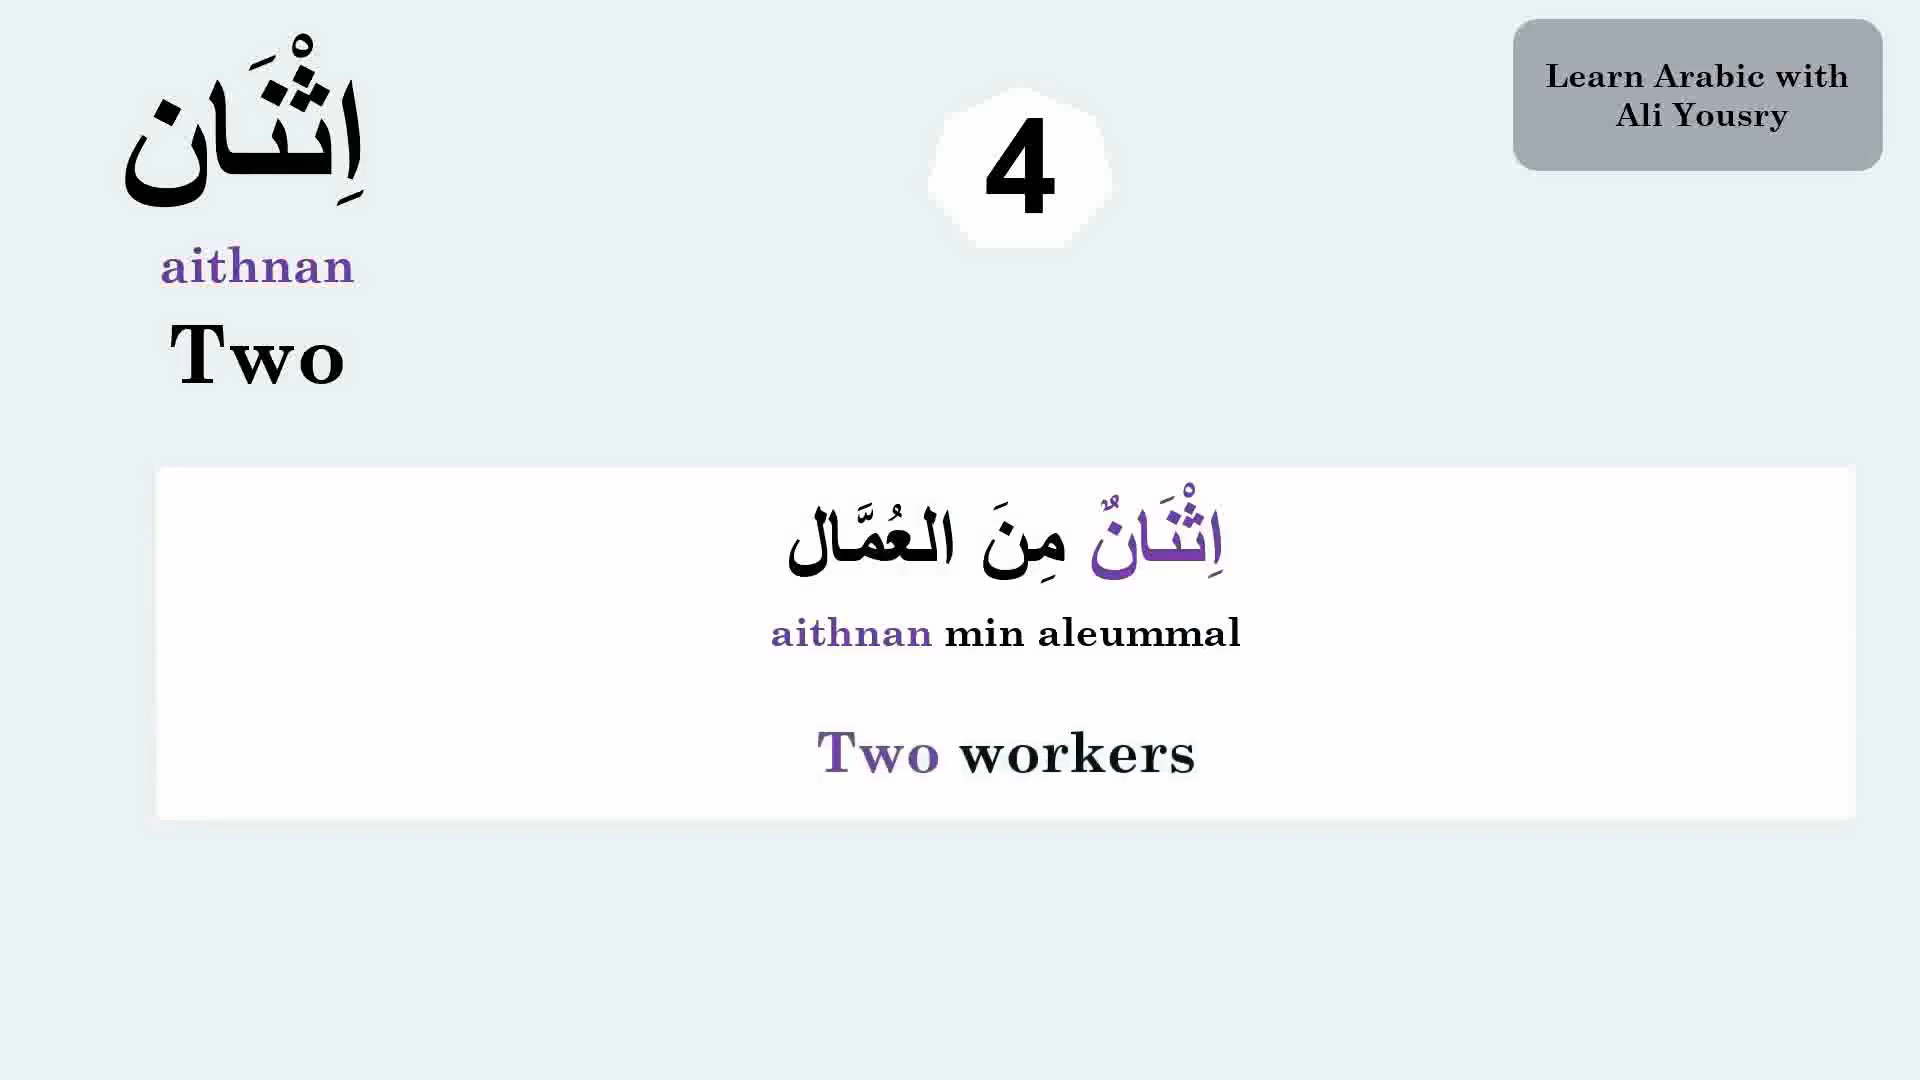 اِثْنَان
aithnan
Two
4
Learn Arabic with
Ali Yousry
اِثْنَانٌ مِنَ العُمَّال
aithnan min aleummal
Two workers